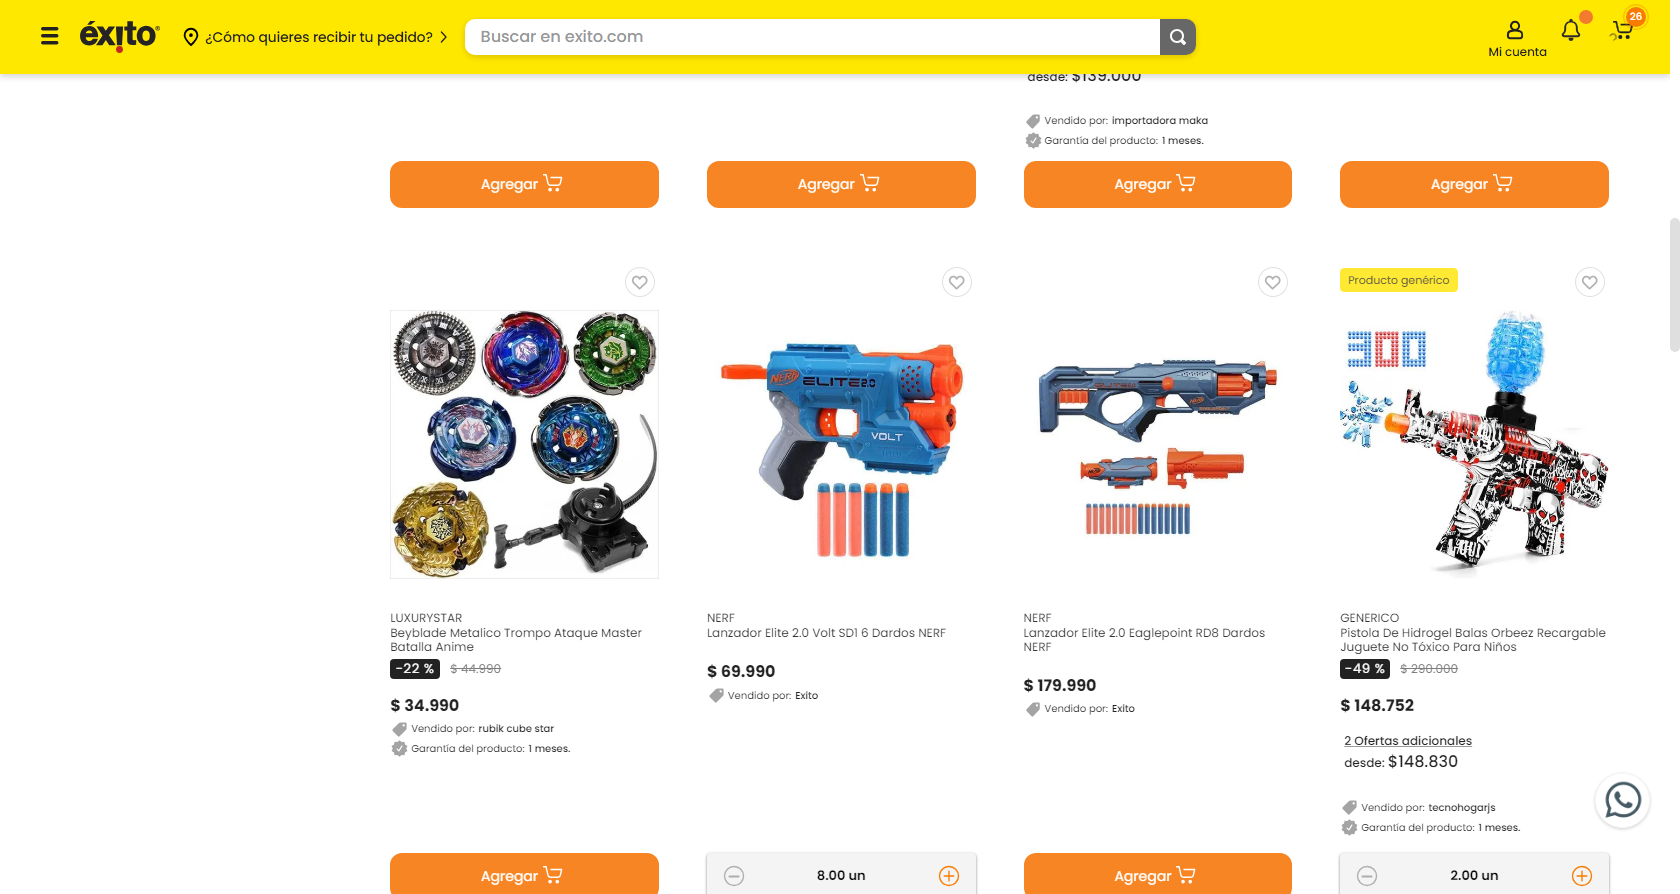 éxito
¿Cómo quieres recibir tu pedido?
Buscar en exito.com
Mi cuenta
26
desde: $139.000
Vendido por: importadora maka
Garantía del producto: 1 meses.
Agregar
Agregar
Agregar
Agregar
Producto genérico
NERF ELITE 2.0
VOLT
300
LUXURYSTAR
Beyblade Metalico Trompo Ataque Master
Batalla Anime
-22 % $ 44.990
$ 34.990
Vendido por: rubik cube star
Garantía del producto: 1 meses.
NERF
Lanzador Elite 2.0 Volt SD1 6 Dardos NERF
$ 69.990
Vendido por: Exito
NERF
Lanzador Elite 2.0 Eaglepoint RD8 Dardos
NERF
$ 179.990
Vendido por: Exito
GENERICO
Pistola De Hidrogel Balas Orbeez Recargable
Juguete No Tóxico Para Niños
-49 % $ 290.000
$ 148.752
2 Ofertas adicionales
desde: $148.830
Vendido por: tecnohogarjs
Garantía del producto: 1 meses.
Agregar
8.00 un
Agregar
2.00 un